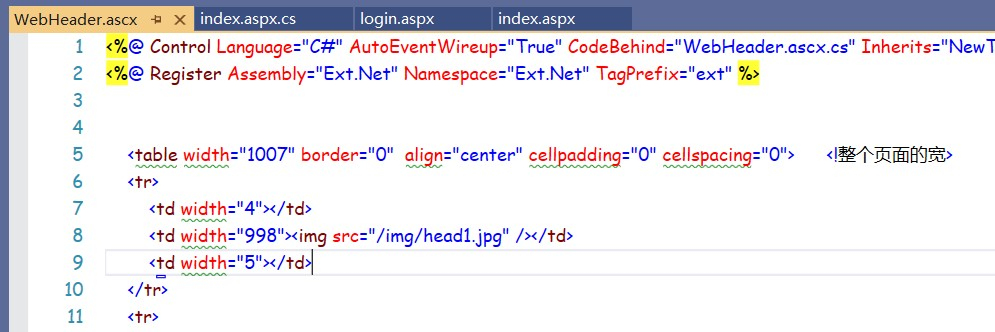 WebHeader.ascx index.aspx.cs login.aspx index.aspx
1 <%@ Control Language="C#" AutoEventWireup="True" CodeBehind="WebHeader.ascx.cs" Inherits="NewT
2 <%@ Register Assembly="Ext.Net" Namespace="Ext.Net" TagPrefix="ext" %>
3
4
5 <table width="1007" border="0"  align="center" cellpadding="0" cellspacing="0">     <!整个页面的宽>
6 <tr>
7 <td width="4"></td>
8 <td width="998"><img src="/img/head1.jpg" /></td>
9 <td width="5"></td>
10 </tr>
11 <tr>